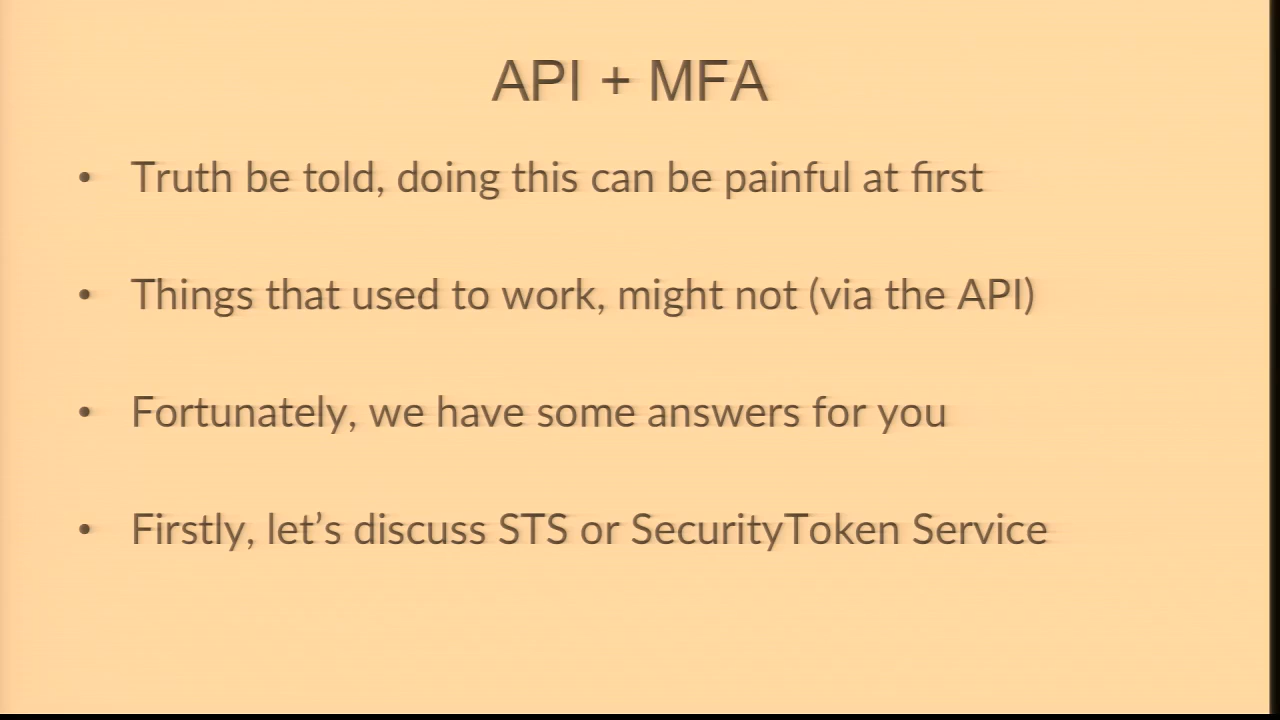 API + MFA
• Truth be told, doing this can be painful at first
• Things that used to work, might not (via the API)
• Fortunately, we have some answers for you
• Firstly, let’s discuss STS or SecurityToken Service